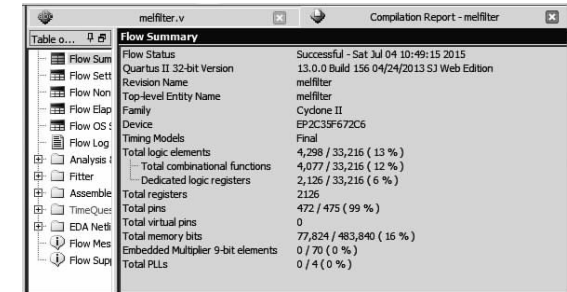 melfilter.v
Compilation Report - melfilter
Table o...
Flow Summary
Flow Sum
Flow Sett
Flow Non
Flow Elap
Flow OS S
Flow Log
Analysis &
Fitter
Assemble
TimeQues
EDA Netli
Flow Mes
Flow Supp
Flow Status Successful - Sat Jul 04 10:49:15 2015
Quartus II 32-bit Version 13.0.0 Build 156 04/24/2013 SJ Web Edition
Revision Name melfilter
Top-level Entity Name melfilter
Family Cyclone II
Device EP2C35F672C6
Timing Models Final
Total logic elements 4,298 / 33,216 ( 13 % )
Total combinational functions 4,077 / 33,216 ( 12 % )
Dedicated logic registers 2,126 / 33,216 ( 6 % )
Total registers 2126
Total pins 472 / 475 ( 99 % )
Total virtual pins 0
Total memory bits 77,824 / 483,840 ( 16 % )
Embedded Multiplier 9-bit elements 0 / 70 ( 0 % )
Total PLLs 0 / 4 ( 0 % )